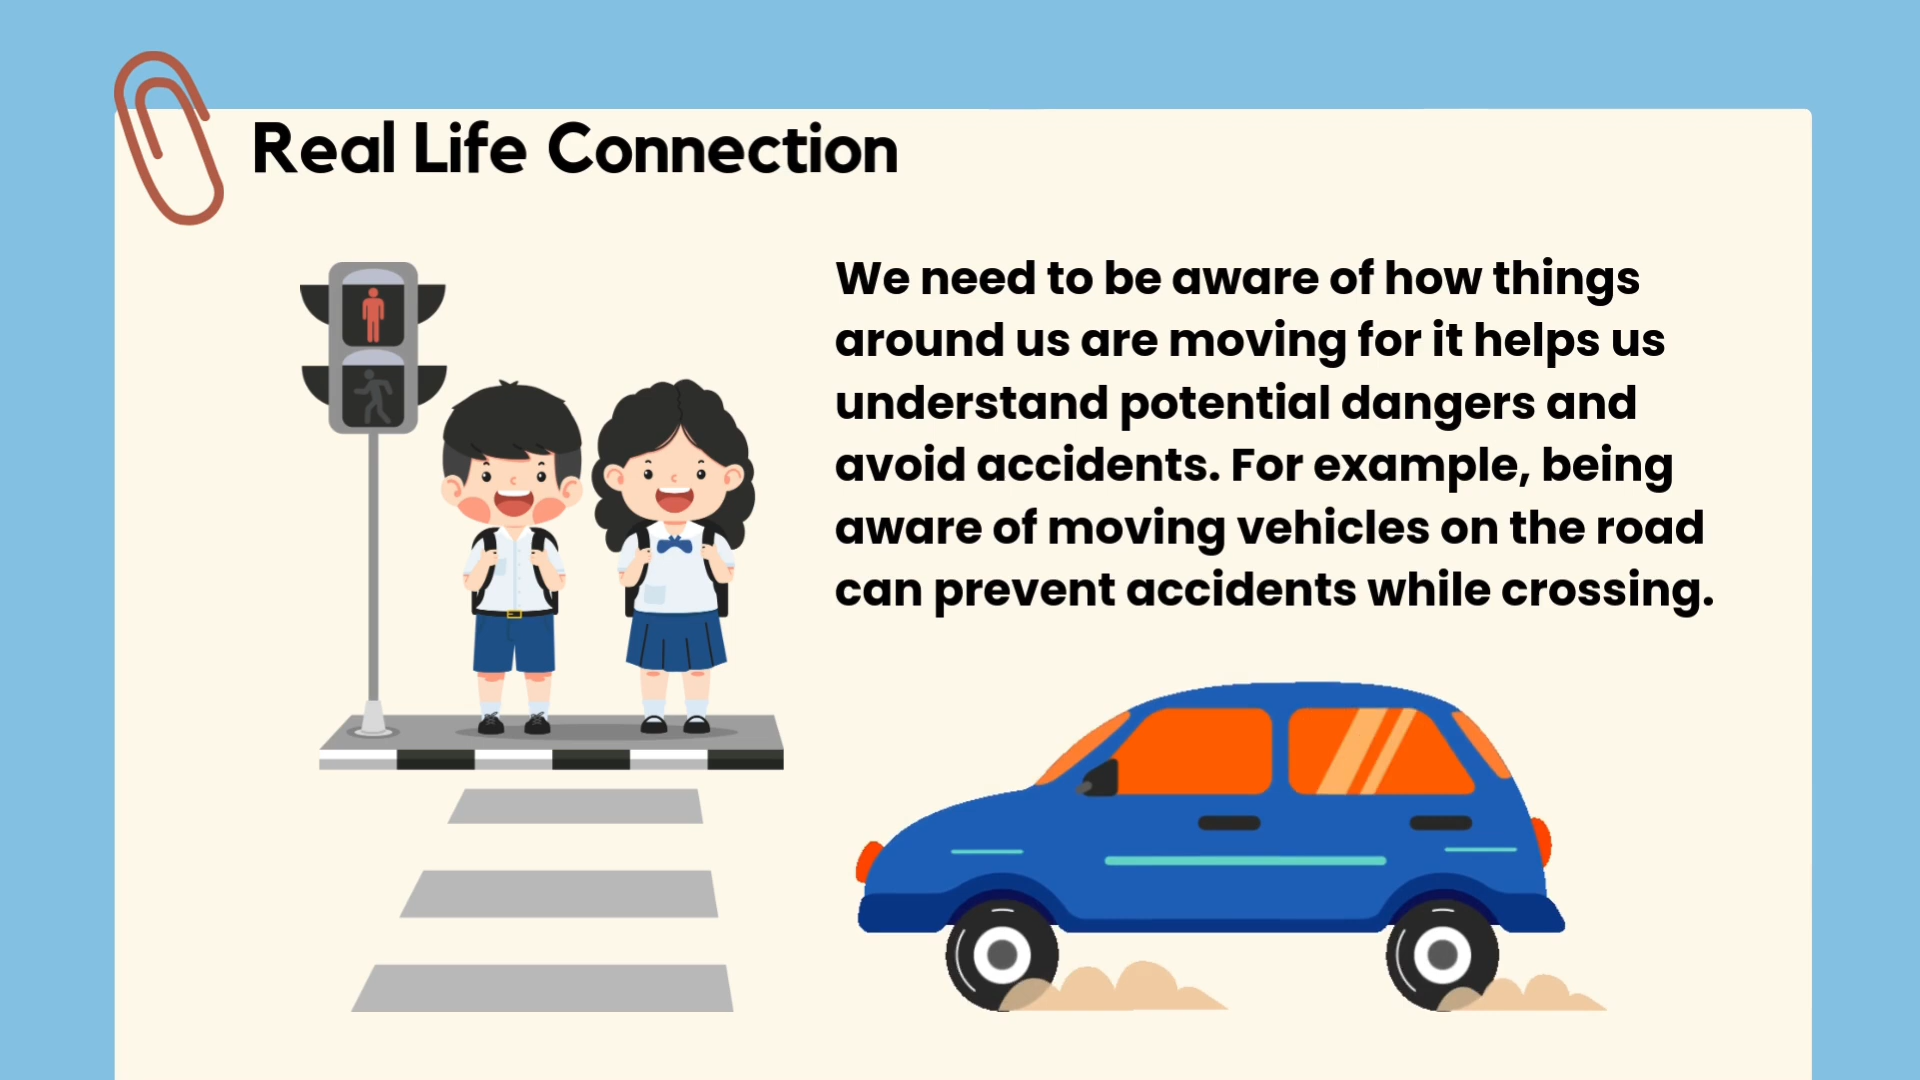 Real Life Connection
We need to be aware of how things
around us are moving for it helps us
understand potential dangers and
avoid accidents. For example, being
aware of moving vehicles on the road
can prevent accidents while crossing.